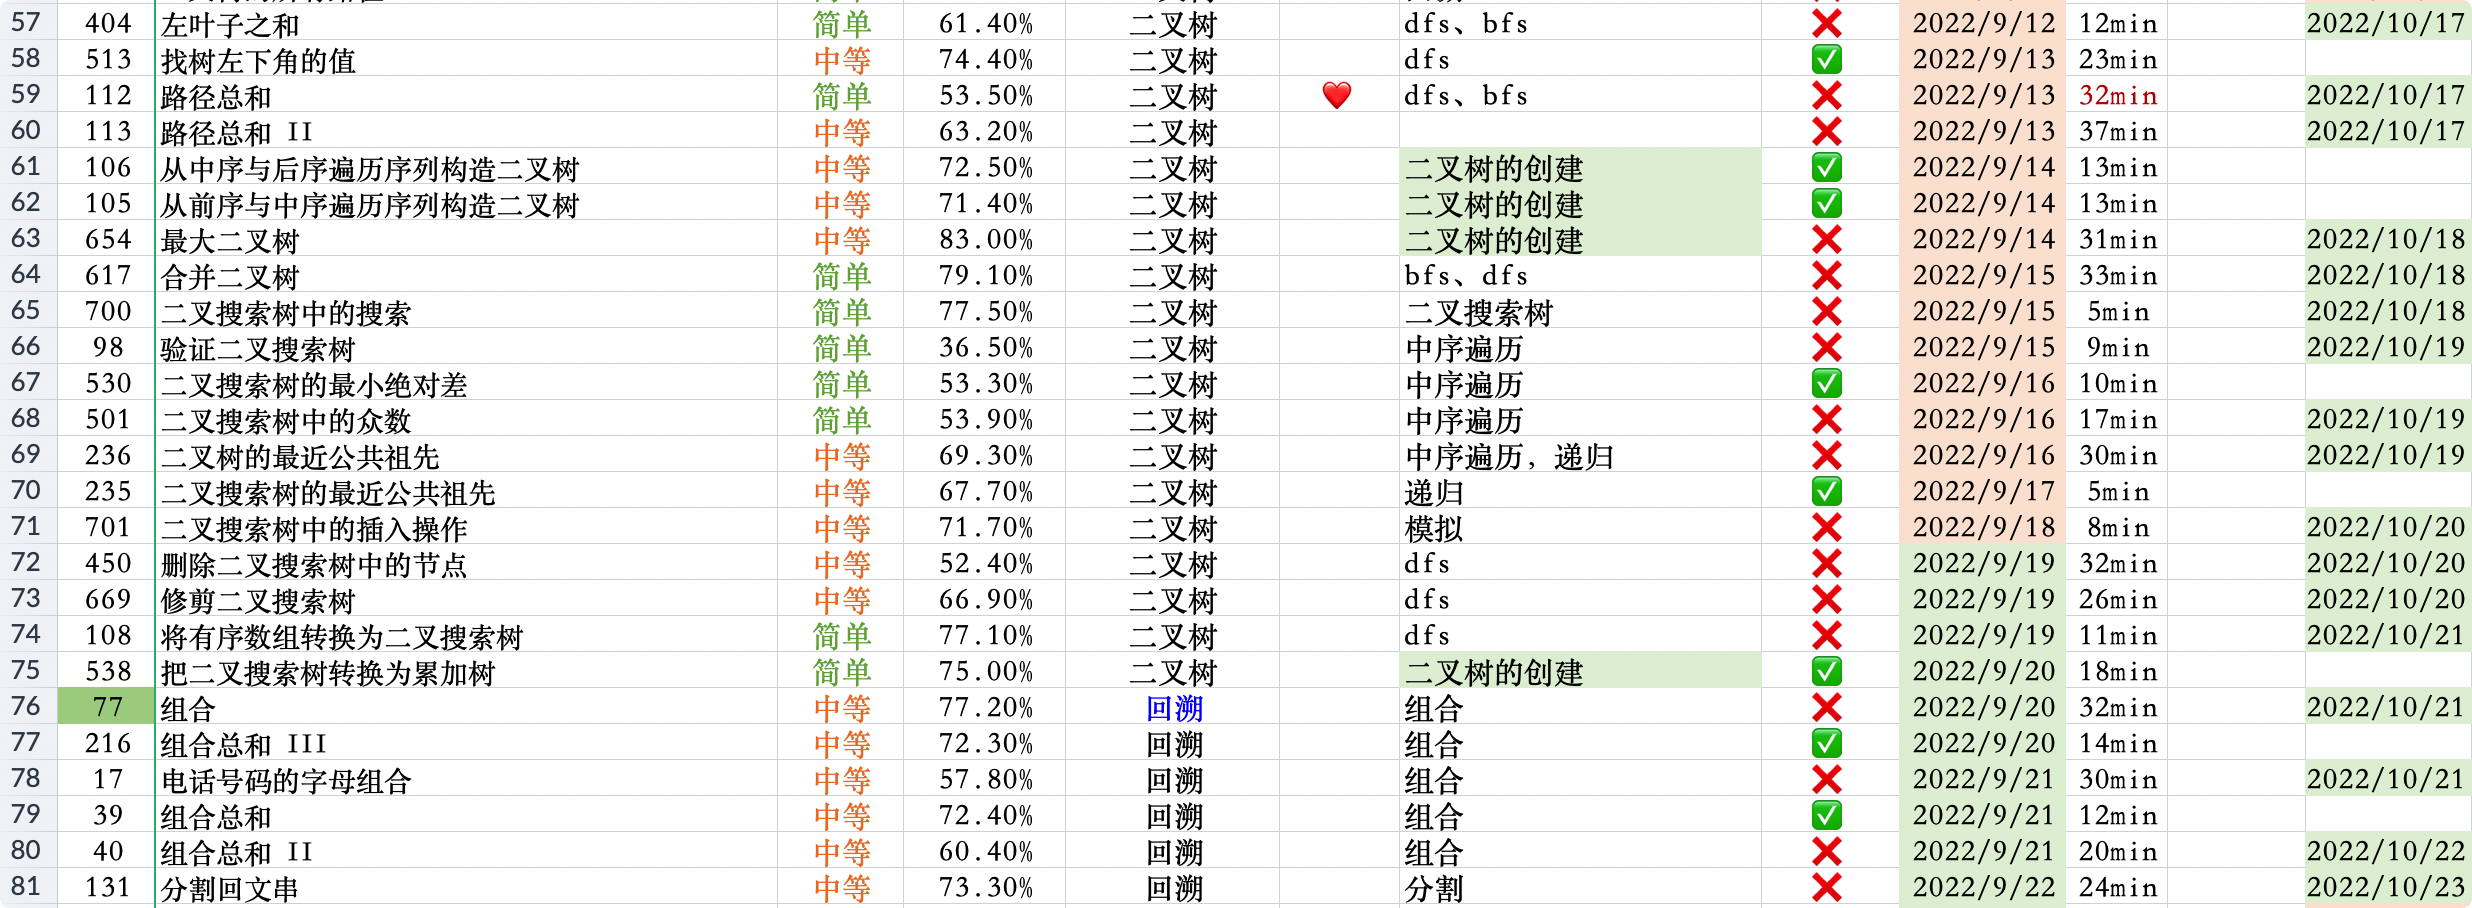 57 404 左叶子之和 简单 61.40% 二叉树 dfs、bfs ❌ 2022/9/12 12min 2022/10/17
58 513 找树左下角的值 中等 74.40% 二叉树 dfs ✅ 2022/9/13 23min
59 112 路径总和 简单 53.50% 二叉树 ❤️ dfs、bfs ❌ 2022/9/13 32min 2022/10/17
60 113 路径总和 II 中等 63.20% 二叉树 ❌ 2022/9/13 37min 2022/10/17
61 106 从中序与后序遍历序列构造二叉树 中等 72.50% 二叉树 二叉树的创建 ✅ 2022/9/14 13min
62 105 从前序与中序遍历序列构造二叉树 中等 71.40% 二叉树 二叉树的创建 ✅ 2022/9/14 13min
63 654 最大二叉树 中等 83.00% 二叉树 二叉树的创建 ❌ 2022/9/14 31min 2022/10/18
64 617 合并二叉树 简单 79.10% 二叉树 bfs、dfs ❌ 2022/9/15 33min 2022/10/18
65 700 二叉搜索树中的搜索 简单 77.50% 二叉树 二叉搜索树 ❌ 2022/9/15 5min 2022/10/18
66 98 验证二叉搜索树 简单 36.50% 二叉树 中序遍历 ❌ 2022/9/15 9min 2022/10/19
67 530 二叉搜索树的最小绝对差 简单 53.30% 二叉树 中序遍历 ✅ 2022/9/16 10min
68 501 二叉搜索树中的众数 简单 53.90% 二叉树 中序遍历 ❌ 2022/9/16 17min 2022/10/19
69 236 二叉树的最近公共祖先 中等 69.30% 二叉树 中序遍历，递归 ❌ 2022/9/16 30min 2022/10/19
70 235 二叉搜索树的最近公共祖先 中等 67.70% 二叉树 递归 ✅ 2022/9/17 5min
71 701 二叉搜索树中的插入操作 中等 71.70% 二叉树 模拟 ❌ 2022/9/18 8min 2022/10/20
72 450 删除二叉搜索树中的节点 中等 52.40% 二叉树 dfs ❌ 2022/9/19 32min 2022/10/20
73 669 修剪二叉搜索树 中等 66.90% 二叉树 dfs ❌ 2022/9/19 26min 2022/10/20
74 108 将有序数组转换为二叉搜索树 简单 77.10% 二叉树 dfs ❌ 2022/9/19 11min 2022/10/21
75 538 把二叉搜索树转换为累加树 简单 75.00% 二叉树 二叉树的创建 ✅ 2022/9/20 18min
76 77 组合 中等 77.20% 回溯 组合 ❌ 2022/9/20 32min 2022/10/21
77 216 组合总和 III 中等 72.30% 回溯 组合 ✅ 2022/9/20 14min
78 17 电话号码的字母组合 中等 57.80% 回溯 组合 ❌ 2022/9/21 30min 2022/10/21
79 39 组合总和 中等 72.40% 回溯 组合 ✅ 2022/9/21 12min
80 40 组合总和 II 中等 60.40% 回溯 组合 ❌ 2022/9/21 20min 2022/10/22
81 131 分割回文串 中等 73.30% 回溯 分割 ❌ 2022/9/22 24min 2022/10/23